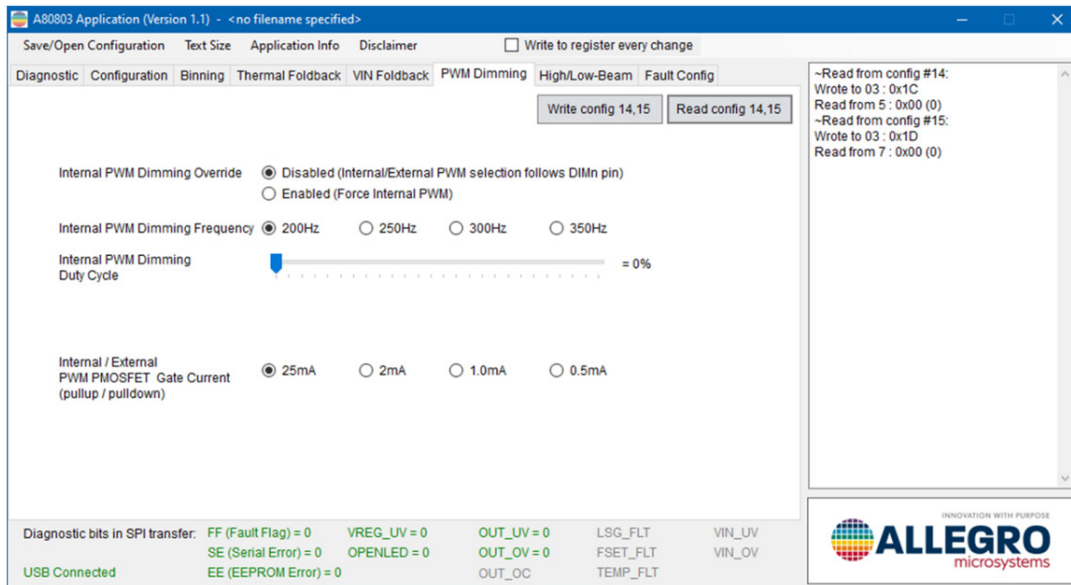 A80803 Application (Version 1.1) - <no filename specified>
Save/Open Configuration Text Size Application Info Disclaimer Write to register every change
Diagnostic Configuration Binning Thermal Foldback VIN Foldback PWM Dimming High/Low-Beam Fault Config
Write config 14,15 Read config 14,15
Internal PWM Dimming Override Disabled (Internal/External PWM selection follows DIMn pin)
Enabled (Force Internal PWM)
Internal PWM Dimming Frequency 200Hz 250Hz 300Hz 350Hz
Internal PWM Dimming
Duty Cycle
= 0%
Internal / External
PWM PMOSFET Gate Current
(pullup / pulldown)
25mA 2mA 1.0mA 0.5mA
~Read from config #14:
Wrote to 03 : 0x1C
Read from 5 : 0x00 (0)
~Read from config #15:
Wrote to 03 : 0x1D
Read from 7 : 0x00 (0)
Diagnostic bits in SPI transfer: FF (Fault Flag) = 0 VREG_UV = 0 OUT_UV = 0 LSG_FLT VIN_UV
SE (Serial Error) = 0 OPENLED = 0 OUT_OV = 0 FSET_FLT VIN_OV
USB Connected EE (EEPROM Error) = 0 OUT_OC TEMP_FLT
INNOVATION WITH PURPOSE
ALLEGRO
microsystems